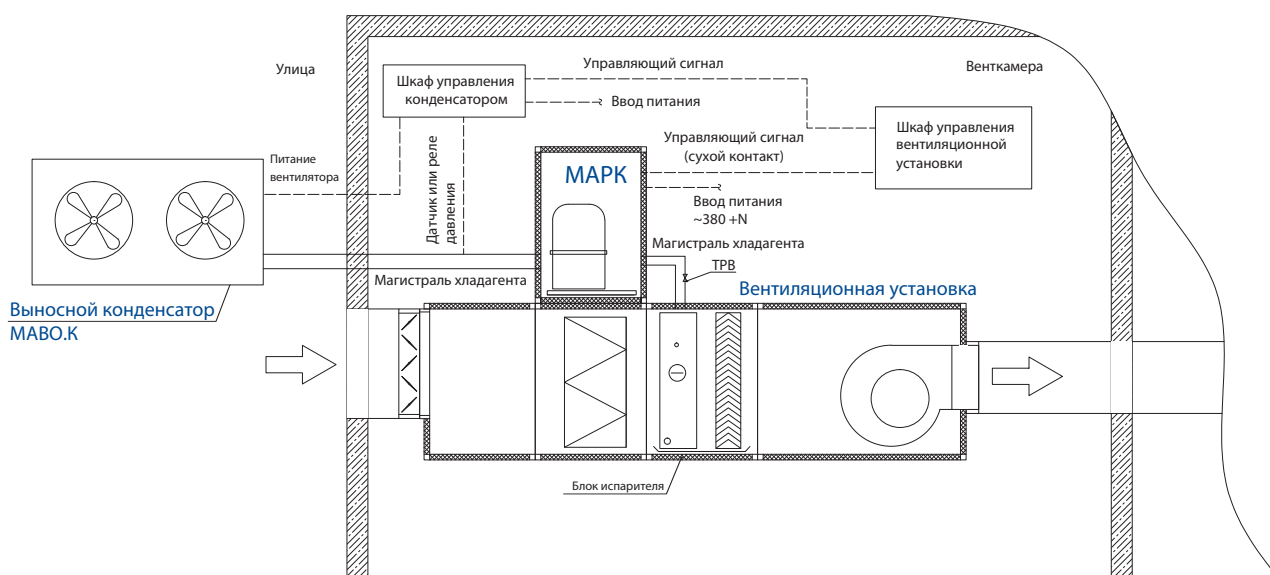 Улица
Управляющий сигнал
Венткамера
Шкаф управления
конденсатором
Ввод питания
Шкаф управления
вентиляционной
установки
Управляющий сигнал
(сухой контакт)
Питание
вентилятора
Датчик или реле
давления
МАРК
Ввод питания
~380 +N
Магистраль хладагента
ТРВ
Магистраль хладагента
Вентиляционная установка
Выносной конденсатор
МАВО.К
Блок испарителя